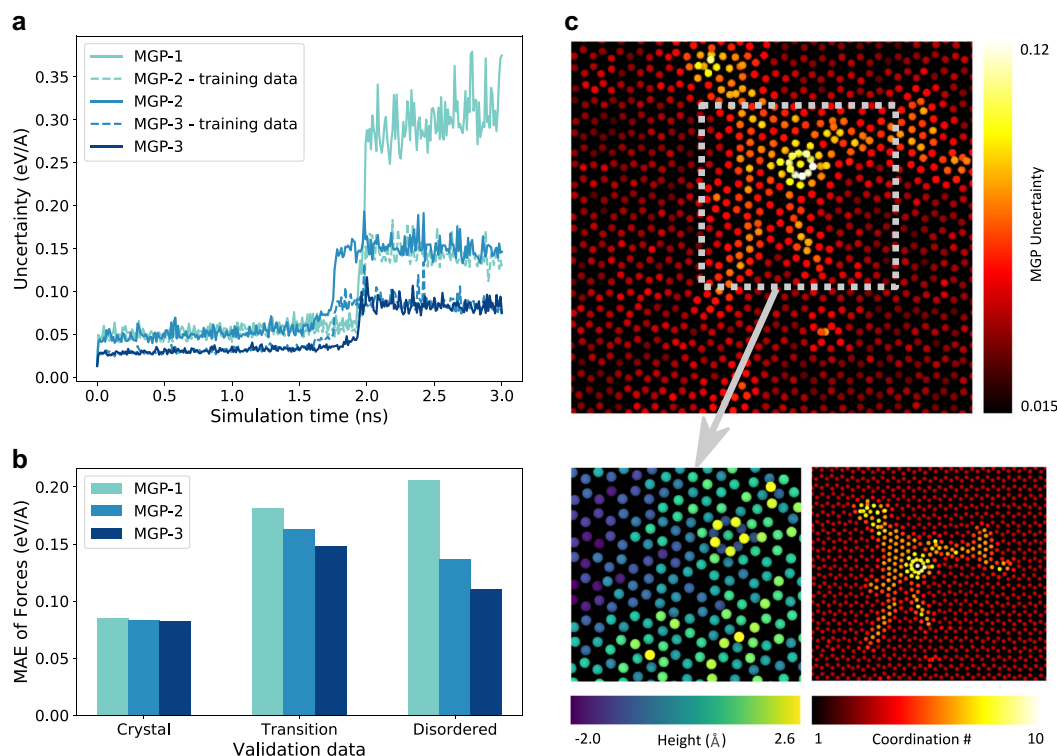 a
0.35
0.30
0.25
0.20
0.15
0.10
0.05
0.00
Uncertainty (eV/A)
MGP-1
MGP-2 - training data
MGP-2
MGP-3 - training data
MGP-3
0.0 0.5 1.0 1.5 2.0 2.5 3.0
Simulation time (ns)
b
0.20
0.15
0.10
0.05
0.00
MAE of Forces (eV/A)
MGP-1
MGP-2
MGP-3
Crystal Transition Disordered
Validation data
c
0.12
MGP Uncertainty
0.015
-2.0 Height (Å) 2.6
1 Coordination # 10